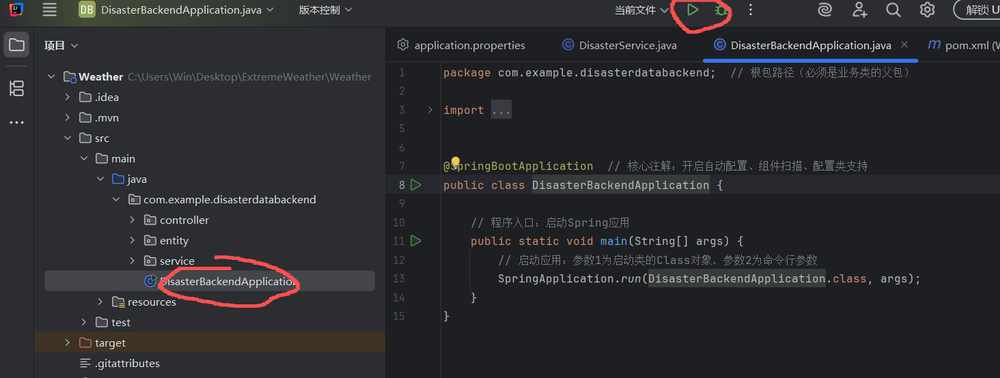 DB DisasterBackendApplication.java 版本控制 当前文件 解锁 U
项目
application.properties DisasterService.java DisasterBackendApplication.java pom.xml (W
Weather C:\Users\Win\Desktop\ExtremeWeather\Weather
.idea
.mvn
src
main
java
com.example.disasterdatabackend
controller
entity
service
DisasterBackendApplication
resources
test
target
.gitattributes
1 package com.example.disasterdatabackend; // 根包路径（必须是业务类的父包）
2
3 import ...
5
6
7 @SpringBootApplication // 核心注解：开启自动配置、组件扫描、配置类支持
8 public class DisasterBackendApplication {
9
10 // 程序入口：启动Spring应用
11 public static void main(String[] args) {
12 // 启动应用：参数1为启动类的Class对象，参数2为命令行参数
13 SpringApplication.run(DisasterBackendApplication.class, args);
14 }
15 }